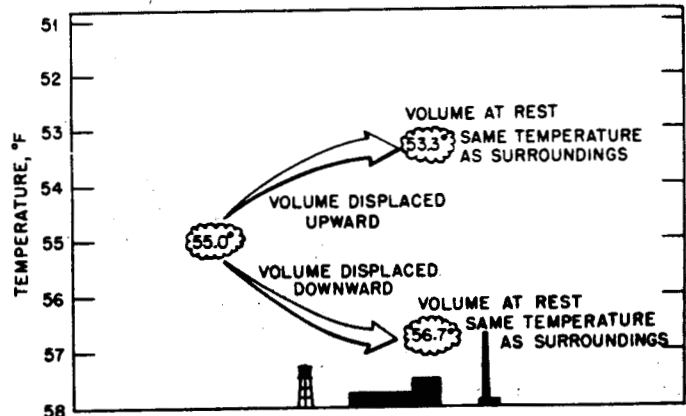 51
52
53
54
55
56
57
58
TEMPERATURE, °F
VOLUME AT REST
53.3°
SAME TEMPERATURE
AS SURROUNDINGS
VOLUME DISPLACED
UPWARD
55.0°
VOLUME DISPLACED
DOWNWARD
VOLUME AT REST
56.7°
SAME TEMPERATURE
AS SURROUNDINGS